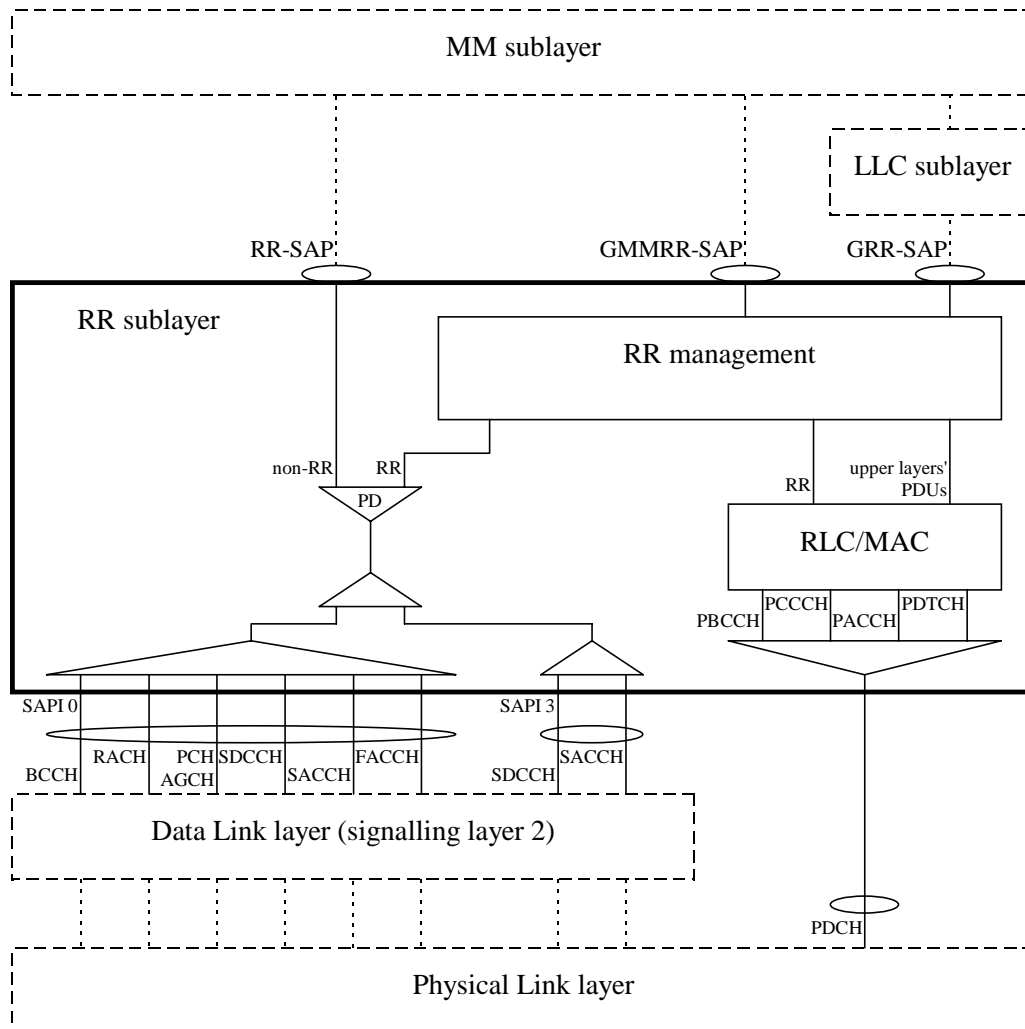 MM sublayer
LLC sublayer
RR-SAP
GMMRR-SAP
GRR-SAP
RR sublayer
RR management
non-RR
RR
PD
RR
upper layers'
PDUs
RLC/MAC
PBCCH
PCCCH
PACCH
PDTCH
SAPI 0
SAPI 3
BCCH
RACH
PCH
AGCH
SDCCH
SACCH
FACCH
SDCCH
SACCH
Data Link layer (signalling layer 2)
PDCH
Physical Link layer